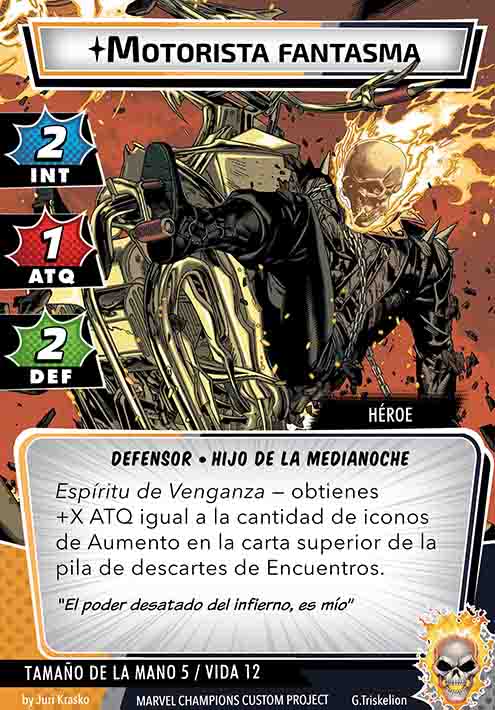 MOTORISTA FANTASMA
2
INT
1
ATQ
2
DEF
HÉROE
DEFENSOR • HIJO DE LA MEDIANOCHE
Espíritu de Venganza – obtienes
+X ATQ igual a la cantidad de iconos
de Aumento en la carta superior de la
pila de descartes de Encuentros.
"El poder desatado del infierno, es mío"
TAMAÑO DE LA MANO 5 / VIDA 12
by Juri Krasko MARVEL CHAMPIONS CUSTOM PROJECT G.Triskelion